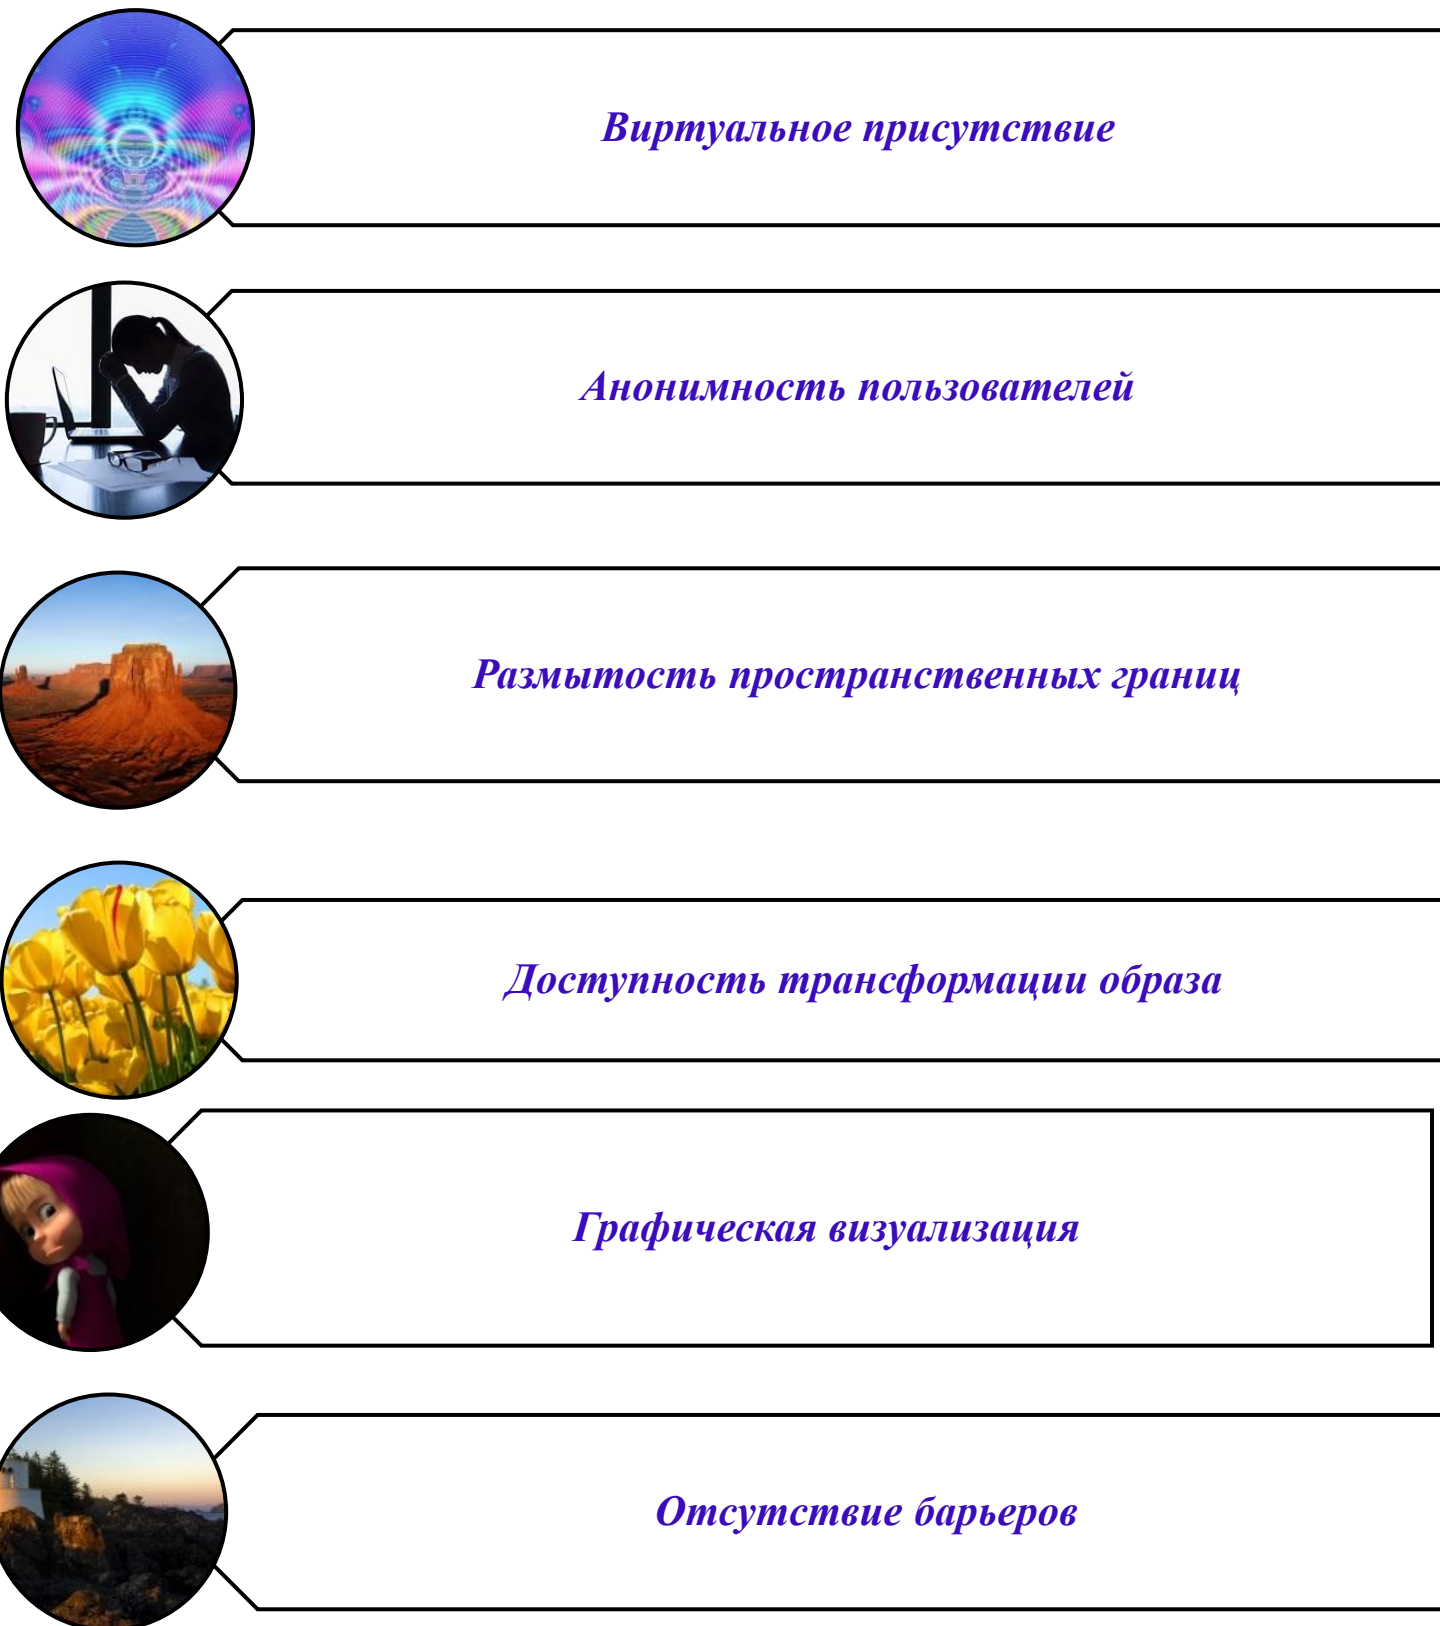 Виртуальное присутствие
Анонимность пользователей
Размытость пространственных границ
Доступность трансформации образа
Графическая визуализация
Отсутствие барьеров